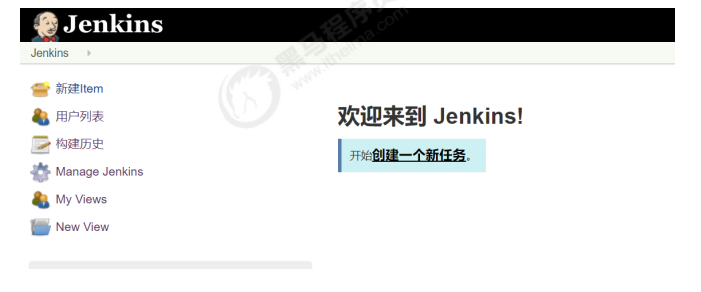 Jenkins
Jenkins
新建Item
用户列表
构建历史
Manage Jenkins
My Views
New View
欢迎来到 Jenkins!
开始创建一个新任务。
黑马程序员
www.itheima.com